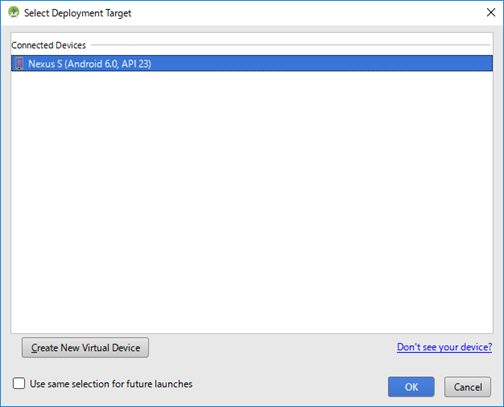 Select Deployment Target
Connected Devices
Nexus S (Android 6.0, API 23)
Create New Virtual Device
Don't see your device?
Use same selection for future launches
OK
Cancel